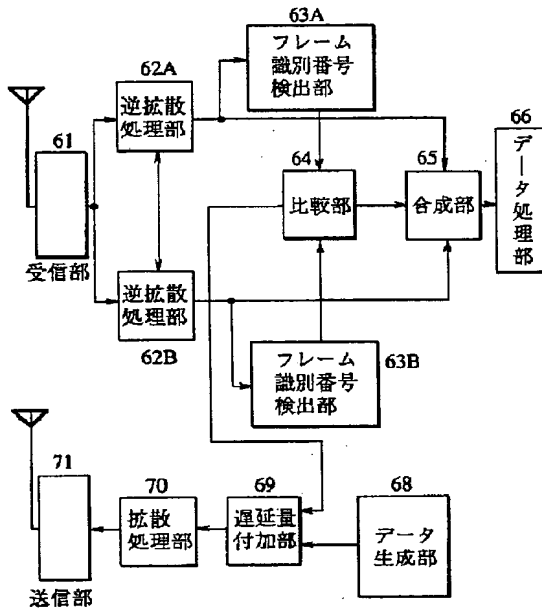 63A
フレーム
識別番号
検出部
62A
逆拡散
処理部
61
受信部
64
比較部
65
合成部
66
データ処理部
逆拡散
処理部
62B
フレーム
識別番号
検出部
63B
71
送信部
70
拡散
処理部
69
遅延量
付加部
68
データ
生成部